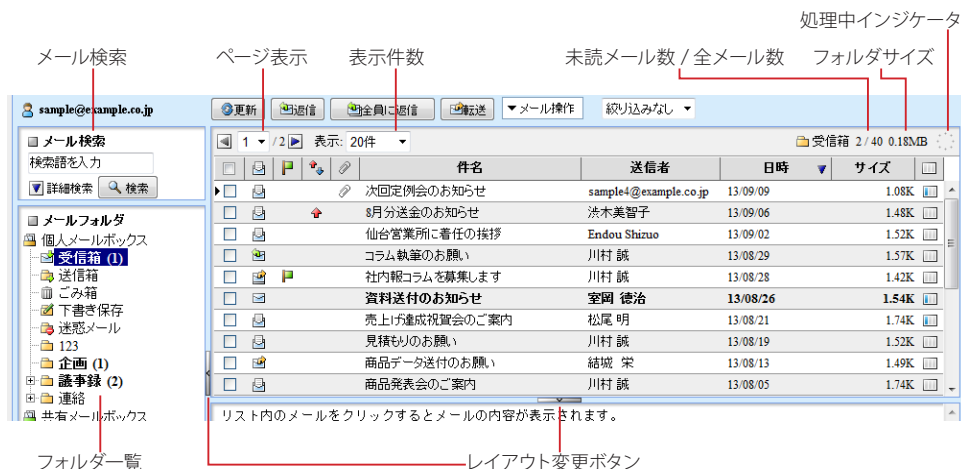 処理中インジケータ
メール検索 ページ表示 表示件数 未読メール数 / 全メール数 フォルダサイズ
sample@example.co.jp 更新 返信 全員に返信 転送 ▼メール操作 絞り込みなし ▼
メール検索
検索語を入力
詳細検索 検索
メールフォルダ
個人メールボックス
受信箱 (1)
送信箱
ごみ箱
下書き保存
迷惑メール
123
企画 (1)
議事録 (2)
連絡
共有メールボックス
1 ▼ / 2 表示: 20件 ▼ 受信箱 2 / 40 0.18MB
件名 送信者 日時 ▼ サイズ
次回定例会のお知らせ sample4@example.co.jp 13/09/09 1.08K
8月分送金のお知らせ 渋木美智子 13/09/06 1.48K
仙台営業所に着任の挨拶 Endou Shizuo 13/09/02 1.52K
コラム執筆のお願い 川村 誠 13/08/29 1.57K
社内報コラムを募集します 川村 誠 13/08/28 1.42K
資料送付のお知らせ 室岡 徳治 13/08/26 1.54K
売上げ達成祝賀会のご案内 松尾 明 13/08/21 1.74K
見積もりのお願い 川村 誠 13/08/19 1.52K
商品データ送付のお願い 結城 栄 13/08/13 1.49K
商品発表会のご案内 川村 誠 13/08/05 1.74K
リスト内のメールをクリックするとメールの内容が表示されます。
フォルダ一覧 レイアウト変更ボタン